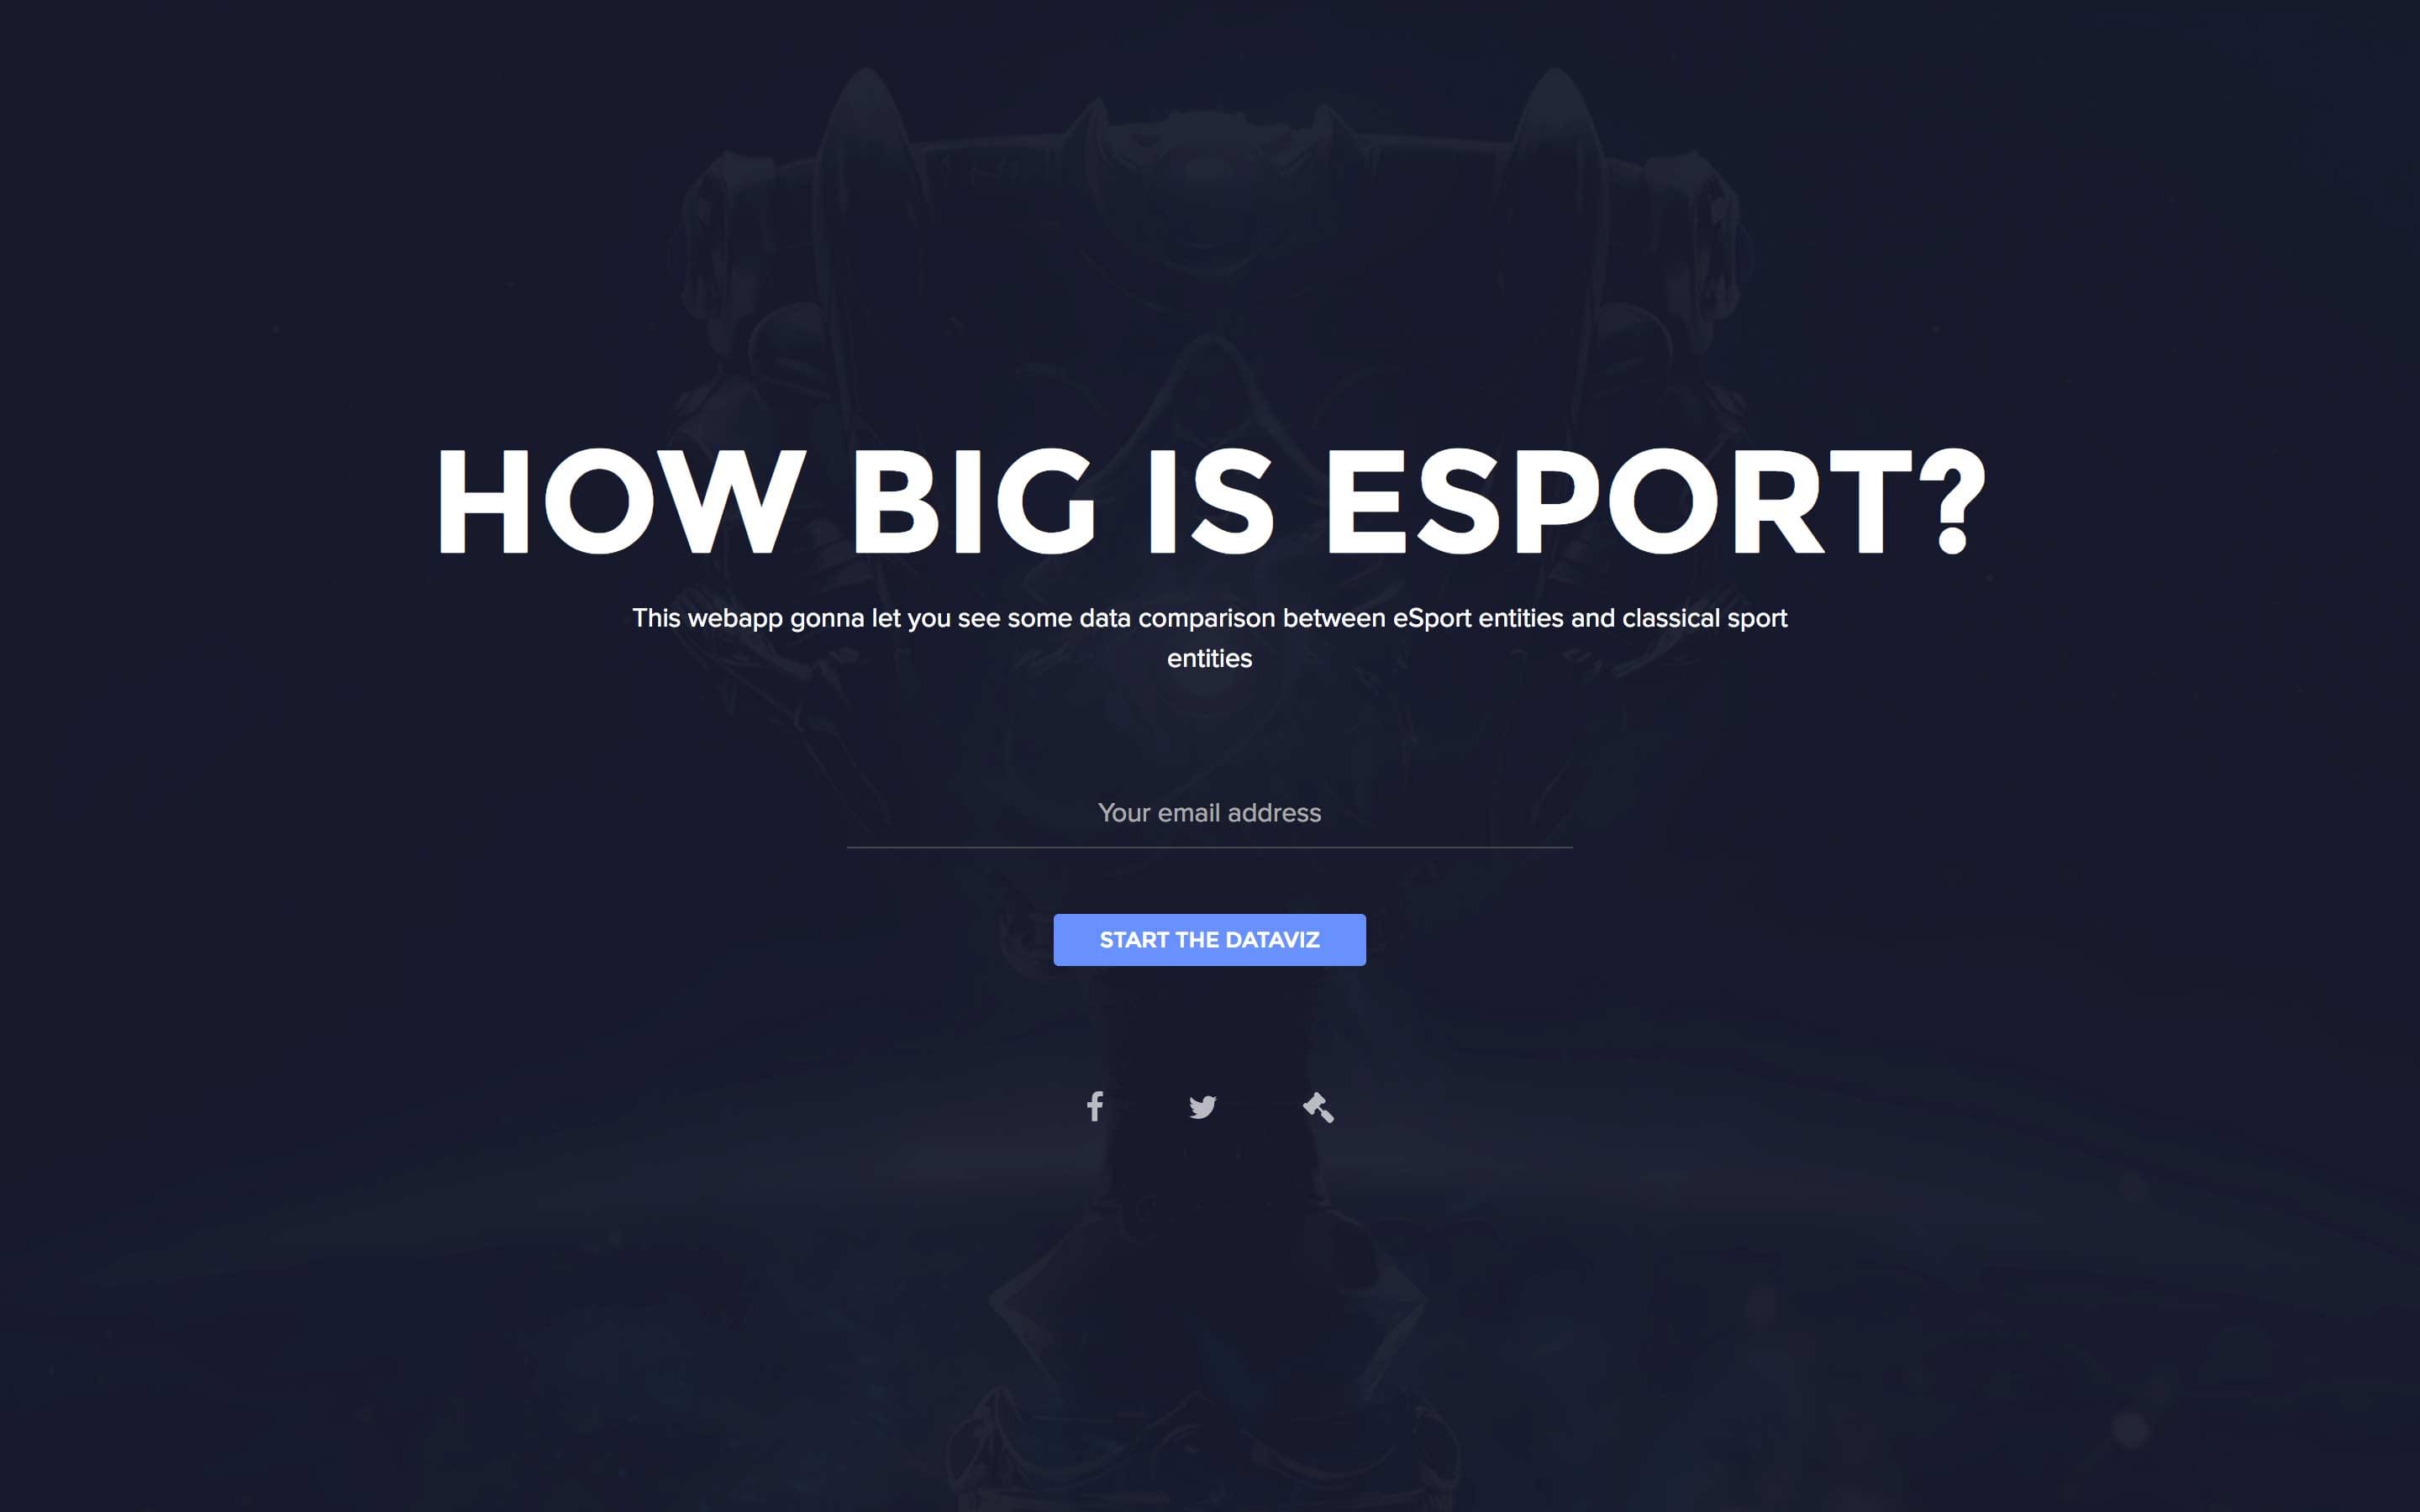 HOW BIG IS ESPORT?
This webapp gonna let you see some data comparison between eSport entities and classical sport
entities
Your email address
START THE DATAVIZ